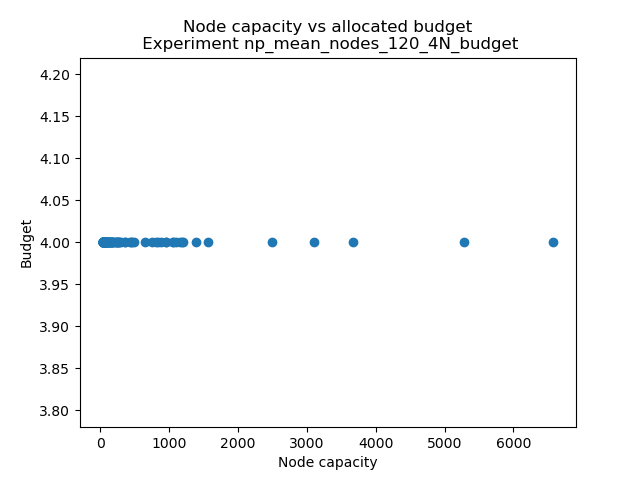 Node capacity vs allocated budget
Experiment np_mean_nodes_120_4N_budget
4.20
4.15
4.10
4.05
4.00
3.95
3.90
3.85
3.80
Budget
0 1000 2000 3000 4000 5000 6000
Node capacity